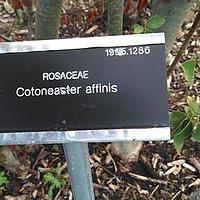 1995.1286
ROSACEAE
Cotoneaster affinis